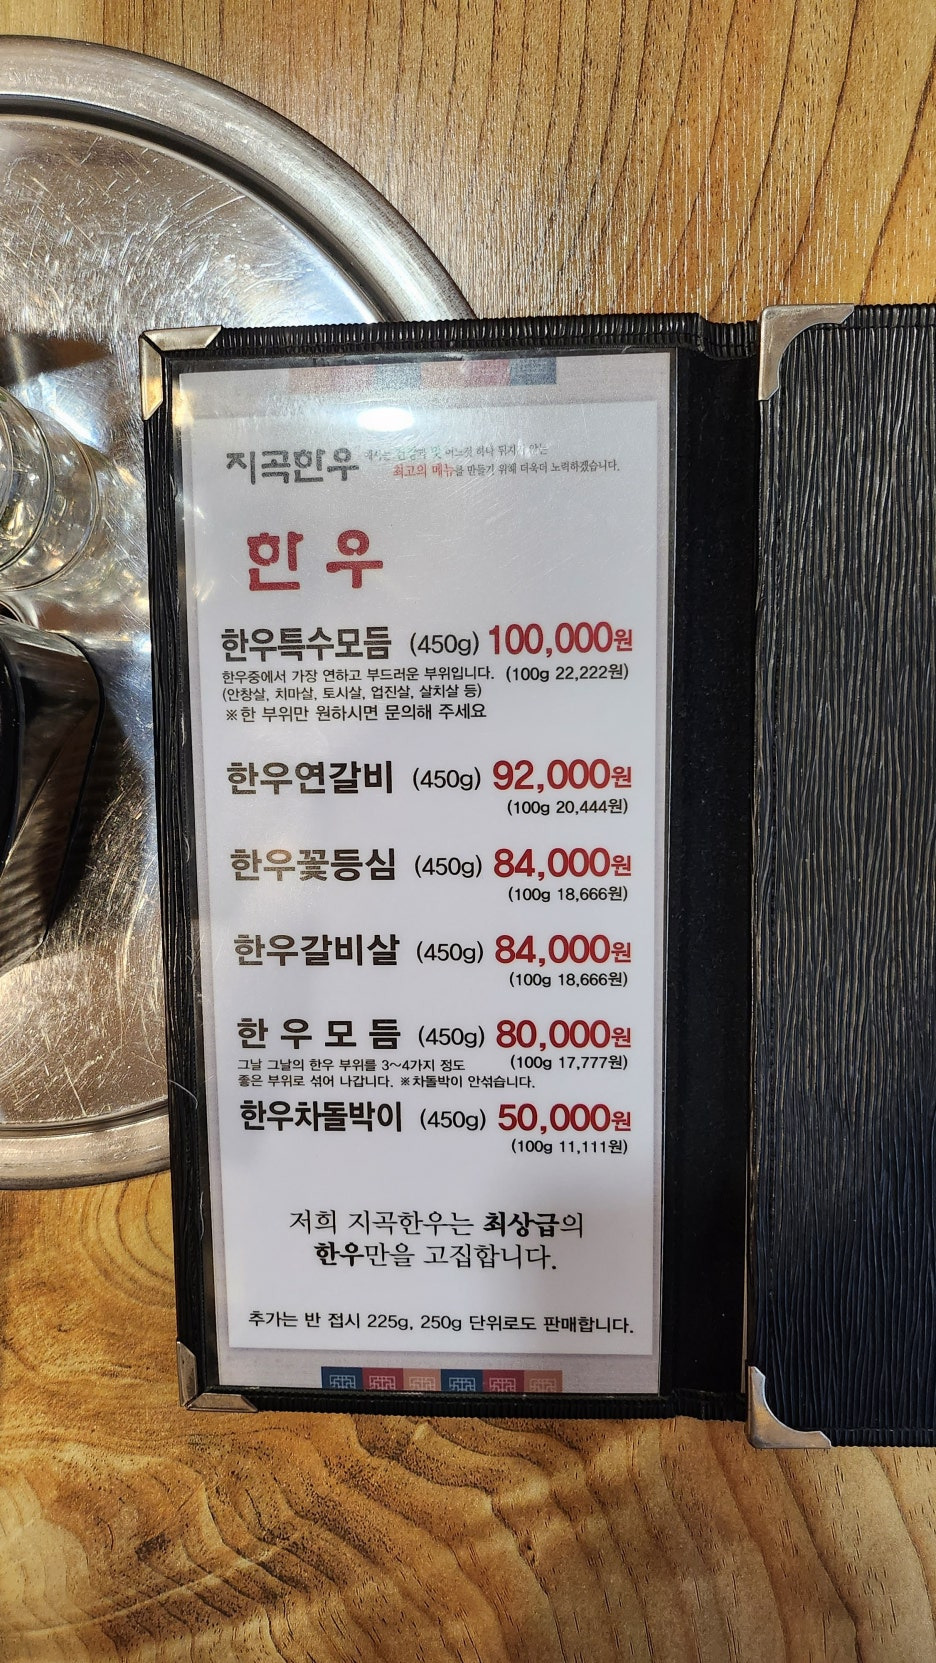 지곡한우
어느것 하나 뒤지지 않는
최고의 메뉴를 만들기 위해 더욱더 노력하겠습니다.
한우
한우특수모듬 (450g) 100,000원
한우중에서 가장 연하고 부드러운 부위입니다. (100g 22,222원)
(안창살, 치마살, 토시살, 업진살, 살치살 등)
※한 부위만 원하시면 문의해 주세요
한우연갈비 (450g) 92,000원
(100g 20,444원)
한우꽃등심 (450g) 84,000원
(100g 18,666원)
한우갈비살 (450g) 84,000원
(100g 18,666원)
한우모듬 (450g) 80,000원
그날 그날의 한우 부위를 3~4가지 정도 (100g 17,777원)
좋은 부위로 섞어 나갑니다. ※차돌박이 안섞습니다.
한우차돌박이 (450g) 50,000원
(100g 11,111원)
저희 지곡한우는 최상급의
한우만을 고집합니다.
추가는 반 접시 225g, 250g 단위로도 판매합니다.